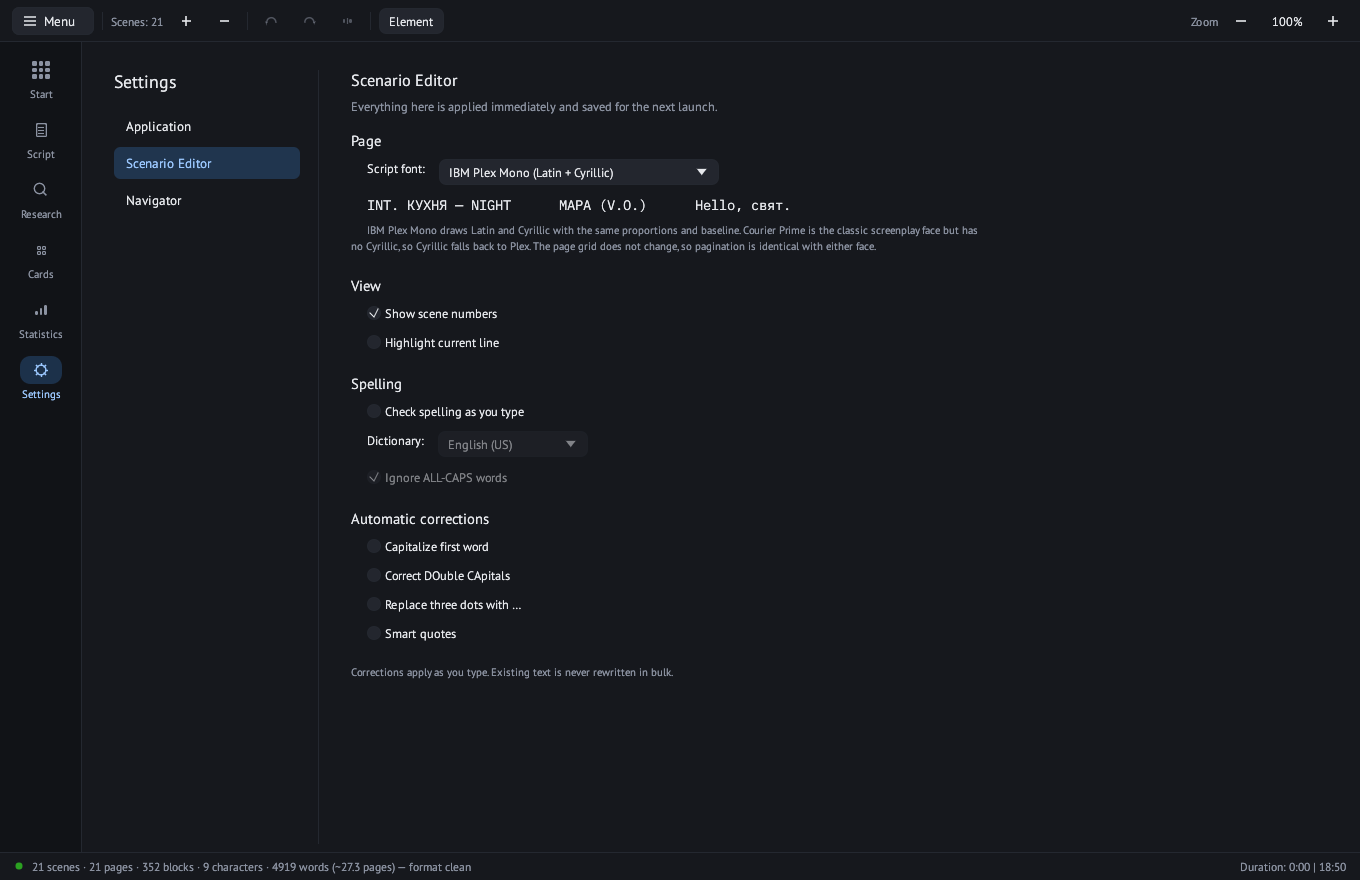 Menu
Scenes: 21
Element
Zoom
100%
Start
Script
Research
Cards
Statistics
Settings
Settings
Application
Scenario Editor
Navigator
Scenario Editor
Everything here is applied immediately and saved for the next launch.
Page
Script font:
IBM Plex Mono (Latin + Cyrillic)
INT. КУХНЯ — NIGHT МАРА (V.O.) Hello, свят.
IBM Plex Mono draws Latin and Cyrillic with the same proportions and baseline. Courier Prime is the classic screenplay face but has
no Cyrillic, so Cyrillic falls back to Plex. The page grid does not change, so pagination is identical with either face.
View
Show scene numbers
Highlight current line
Spelling
Check spelling as you type
Dictionary:
English (US)
Ignore ALL-CAPS words
Automatic corrections
Capitalize first word
Correct DOuble CApitals
Replace three dots with …
Smart quotes
Corrections apply as you type. Existing text is never rewritten in bulk.
21 scenes · 21 pages · 352 blocks · 9 characters · 4919 words (~27.3 pages) — format clean
Duration: 0:00 | 18:50